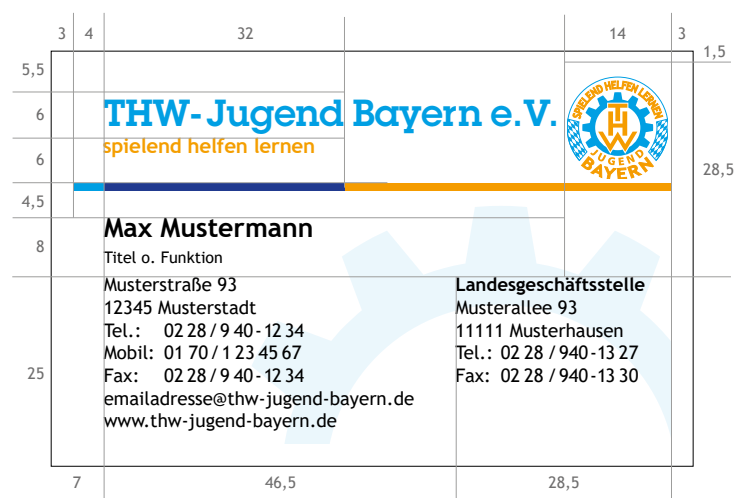 3 4 32 14 3
1,5
5,5
6
6
4,5
8
25
28,5
THW-Jugend Bayern e.V.
spielend helfen lernen
SPIELEND HELFEN LERNEN
THW
JUGEND
BAYERN
Max Mustermann
Titel o. Funktion
Musterstraße 93
12345 Musterstadt
Tel.: 02 28 / 9 40 - 12 34
Mobil: 01 70 / 1 23 45 67
Fax: 02 28 / 9 40 - 12 34
emailadresse@thw-jugend-bayern.de
www.thw-jugend-bayern.de
Landesgeschäftsstelle
Musterallee 93
11111 Musterhausen
Tel.: 02 28 / 940 - 13 27
Fax: 02 28 / 940 - 13 30
7 46,5 28,5